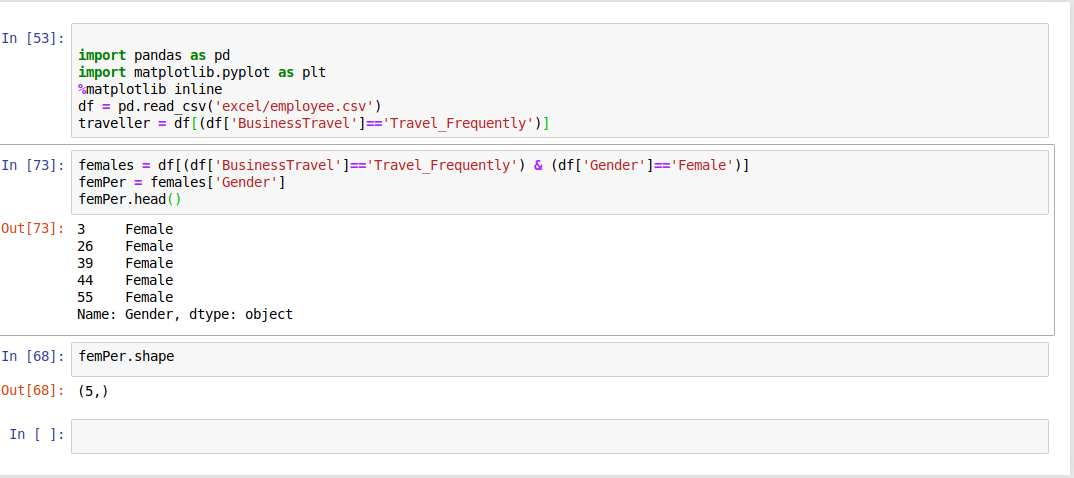 In [53]:
import pandas as pd
import matplotlib.pyplot as plt
%matplotlib inline
df = pd.read_csv('excel/employee.csv')
traveller = df[(df['BusinessTravel']=='Travel_Frequently')]
In [73]: females = df[(df['BusinessTravel']=='Travel_Frequently') & (df['Gender']=='Female')]
femPer = females['Gender']
femPer.head()
Out[73]: 3     Female
26    Female
39    Female
44    Female
55    Female
Name: Gender, dtype: object
In [68]: femPer.shape
Out[68]: (5,)
In [ ]: